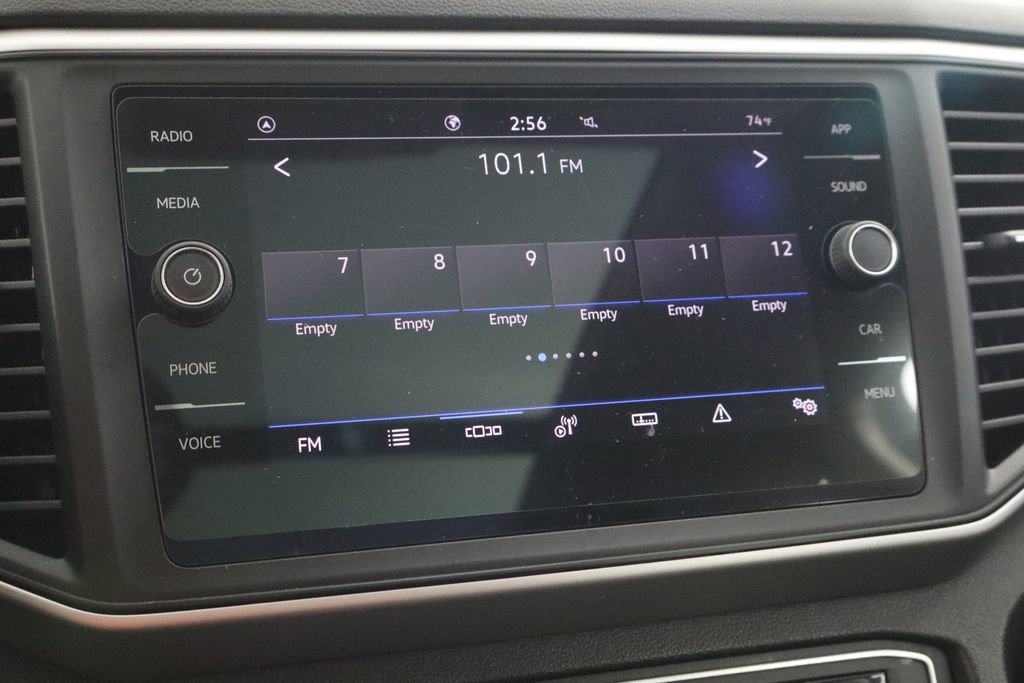 RADIO
MEDIA
PHONE
VOICE
2:56 74°F
< 101.1 FM >
7 8 9 10 11 12
Empty Empty Empty Empty Empty Empty
FM
APP
SOUND
CAR
MENU